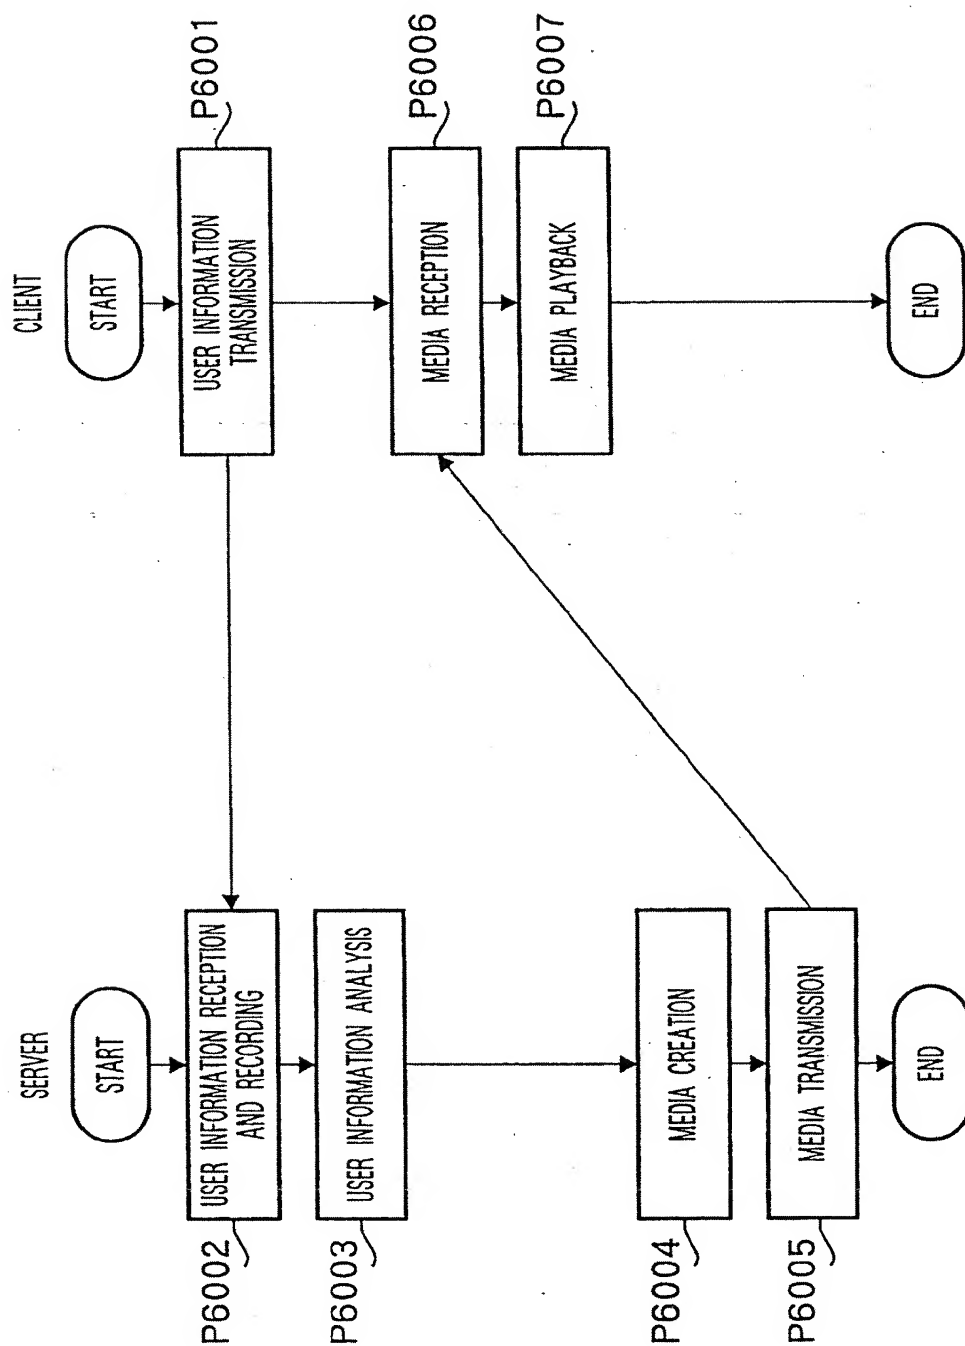 SERVER
START
P6002
USER INFORMATION RECEPTION
AND RECORDING
P6003
USER INFORMATION ANALYSIS
P6004
MEDIA CREATION
P6005
MEDIA TRANSMISSION
END
CLIENT
START
USER INFORMATION
TRANSMISSION
P6001
MEDIA RECEPTION
P6006
MEDIA PLAYBACK
P6007
END